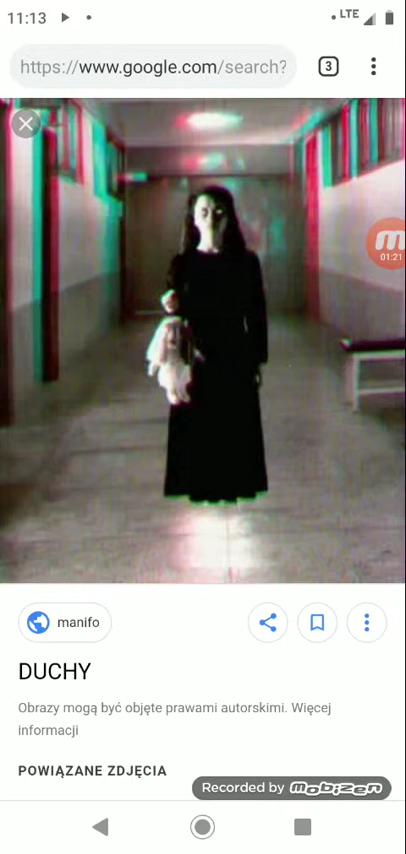 11:13
LTE
https://www.google.com/search?
3
01:21
manifo
DUCHY
Obrazy mogą być objęte prawami autorskimi. Więcej
informacji
POWIĄZANE ZDJĘCIA
Recorded by mobizen